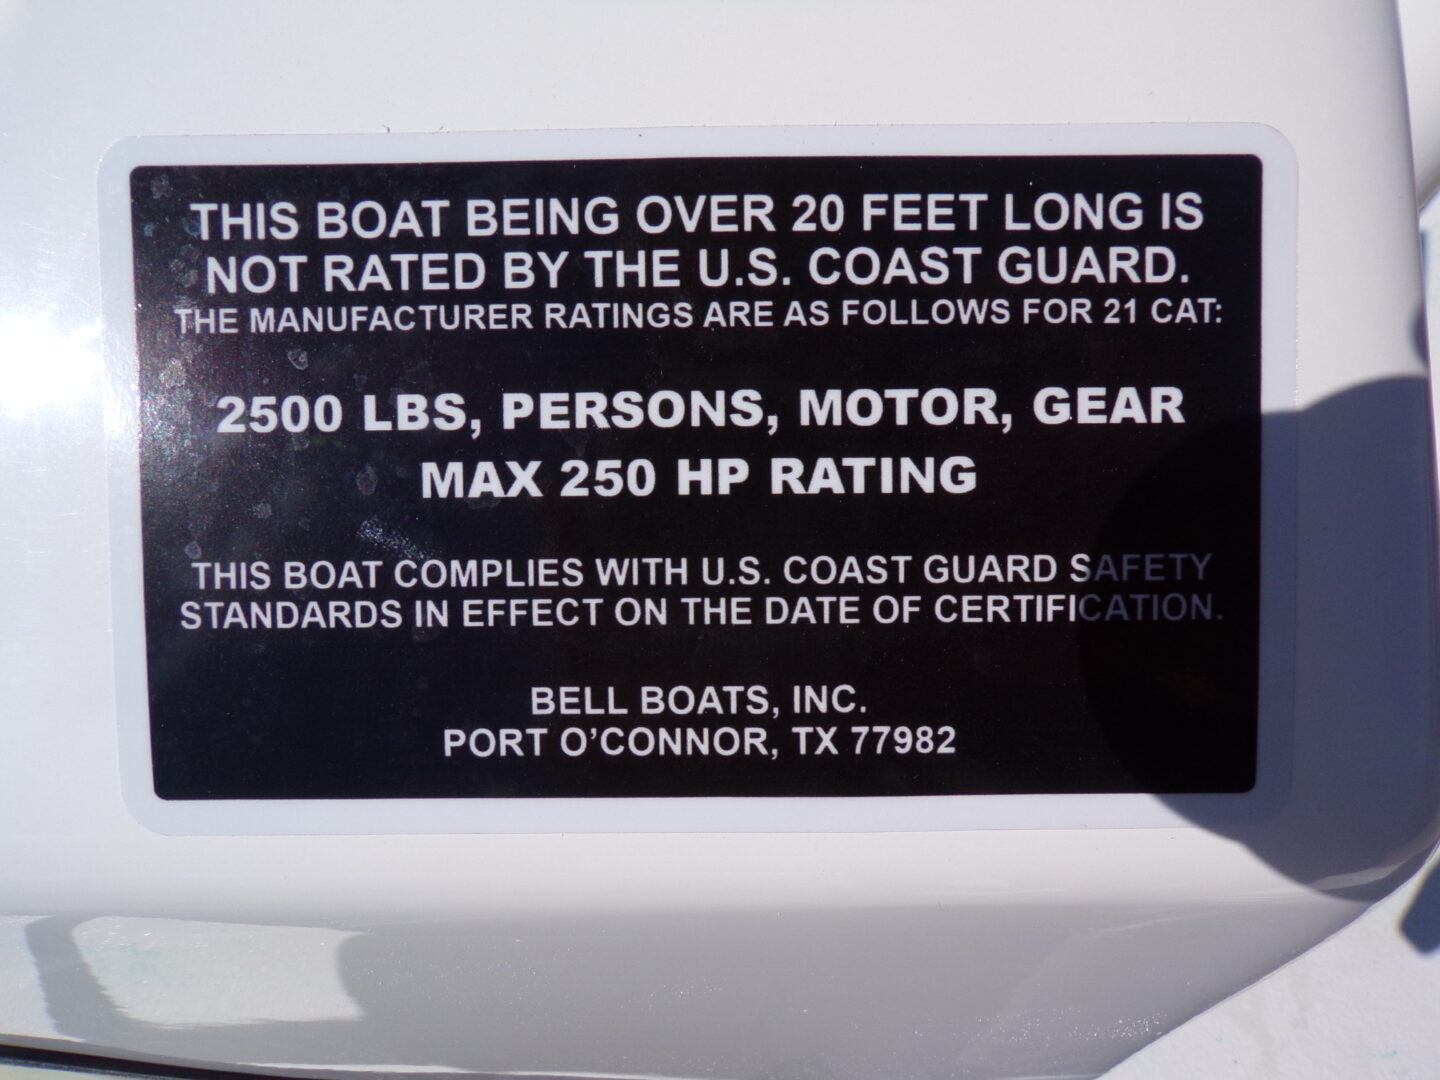 THIS BOAT BEING OVER 20 FEET LONG IS
NOT RATED BY THE U.S. COAST GUARD.
THE MANUFACTURER RATINGS ARE AS FOLLOWS FOR 21 CAT:
2500 LBS, PERSONS, MOTOR, GEAR
MAX 250 HP RATING
THIS BOAT COMPLIES WITH U.S. COAST GUARD SAFETY
STANDARDS IN EFFECT ON THE DATE OF CERTIFICATION.
BELL BOATS, INC.
PORT O’CONNOR, TX 77982